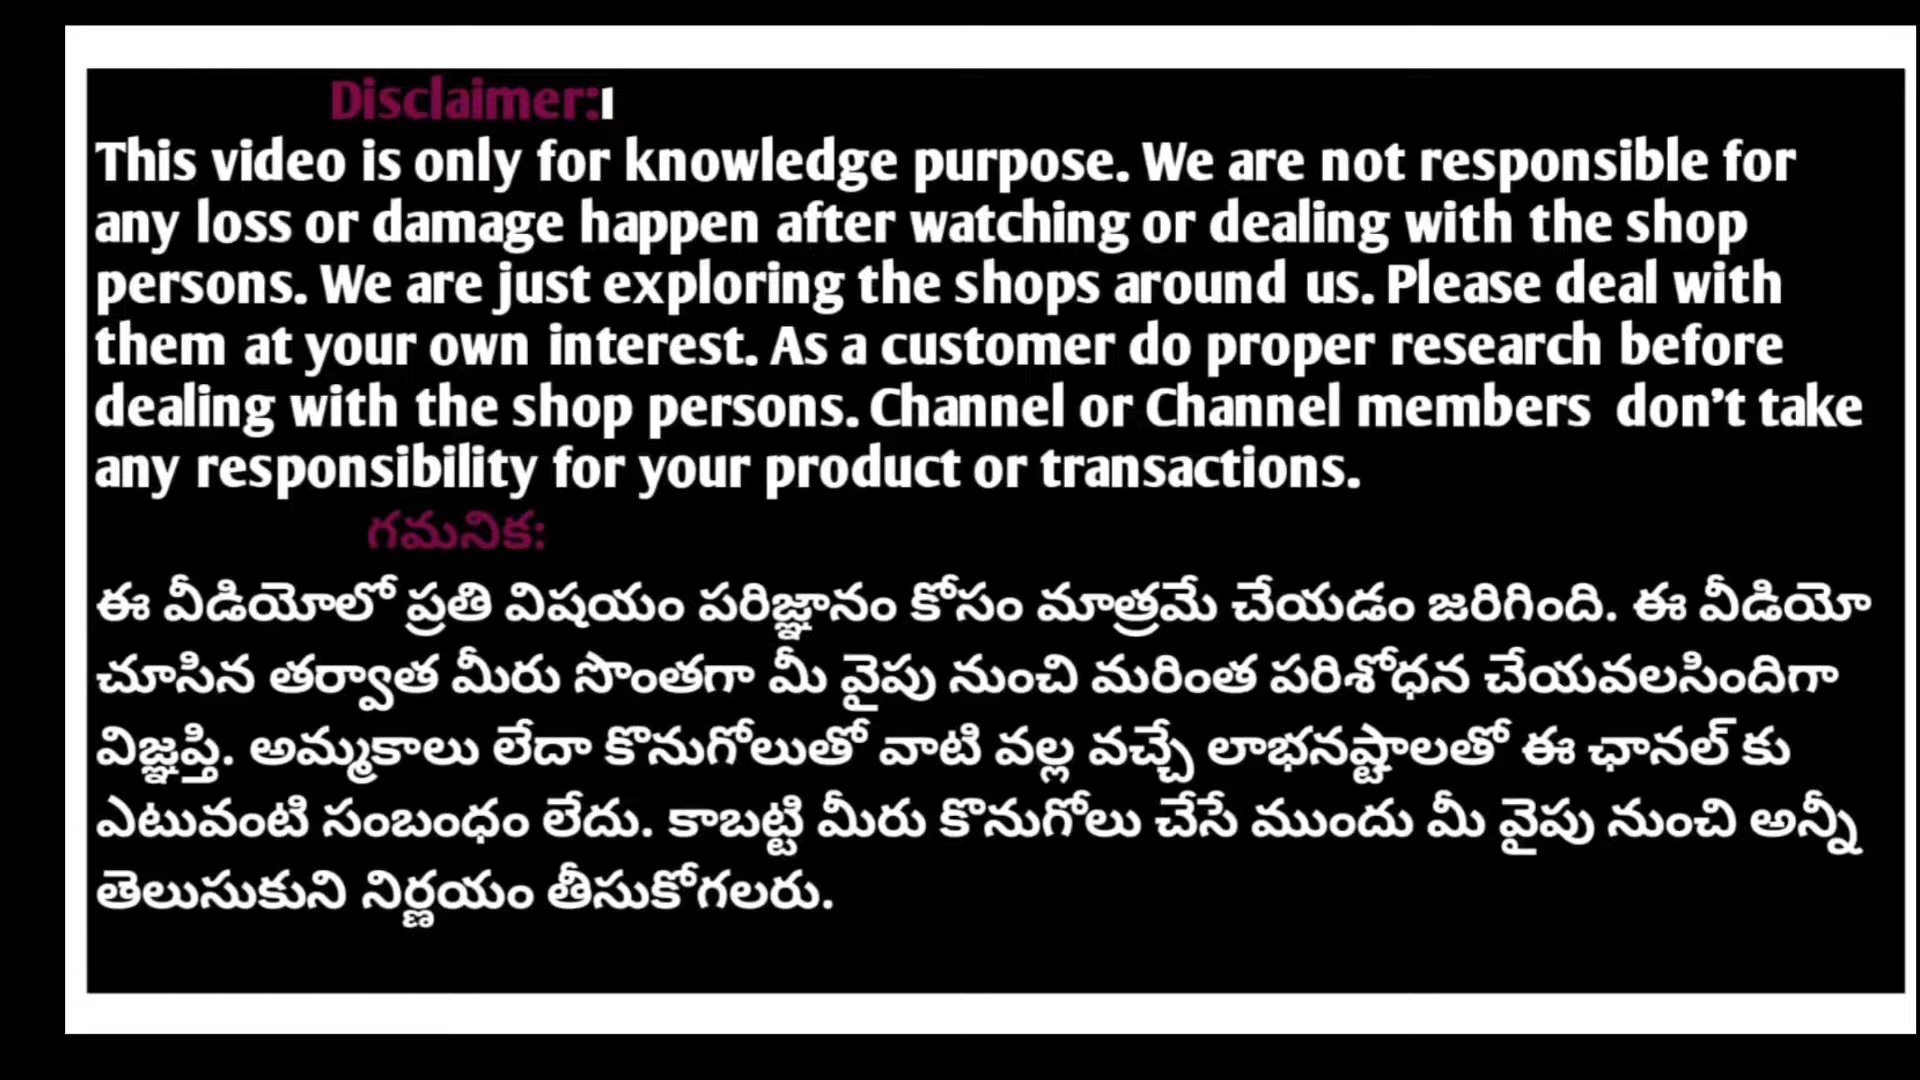 Disclaimer:
This video is only for knowledge purpose. We are not responsible for
any loss or damage happen after watching or dealing with the shop
persons. We are just exploring the shops around us. Please deal with
them at your own interest. As a customer do proper research before
dealing with the shop persons. Channel or Channel members don't take
any responsibility for your product or transactions.
గమనిక:
ఈ వీడియోలో ప్రతి విషయం పరిజ్ఞానం కోసం మాత్రమే చేయడం జరిగింది. ఈ వీడియో
చూసిన తర్వాత మీరు సొంతగా మీ వైపు నుంచి మరింత పరిశోధన చేయవలసిందిగా
విజ్ఞప్తి. అమ్మకాలు లేదా కొనుగోలుతో వాటి వల్ల వచ్చే లాభనష్టాలతో ఈ ఛానల్ కు
ఎటువంటి సంబంధం లేదు. కాబట్టి మీరు కొనుగోలు చేసే ముందు మీ వైపు నుంచి అన్నీ
తెలుసుకుని నిర్ణయం తీసుకోగలరు.